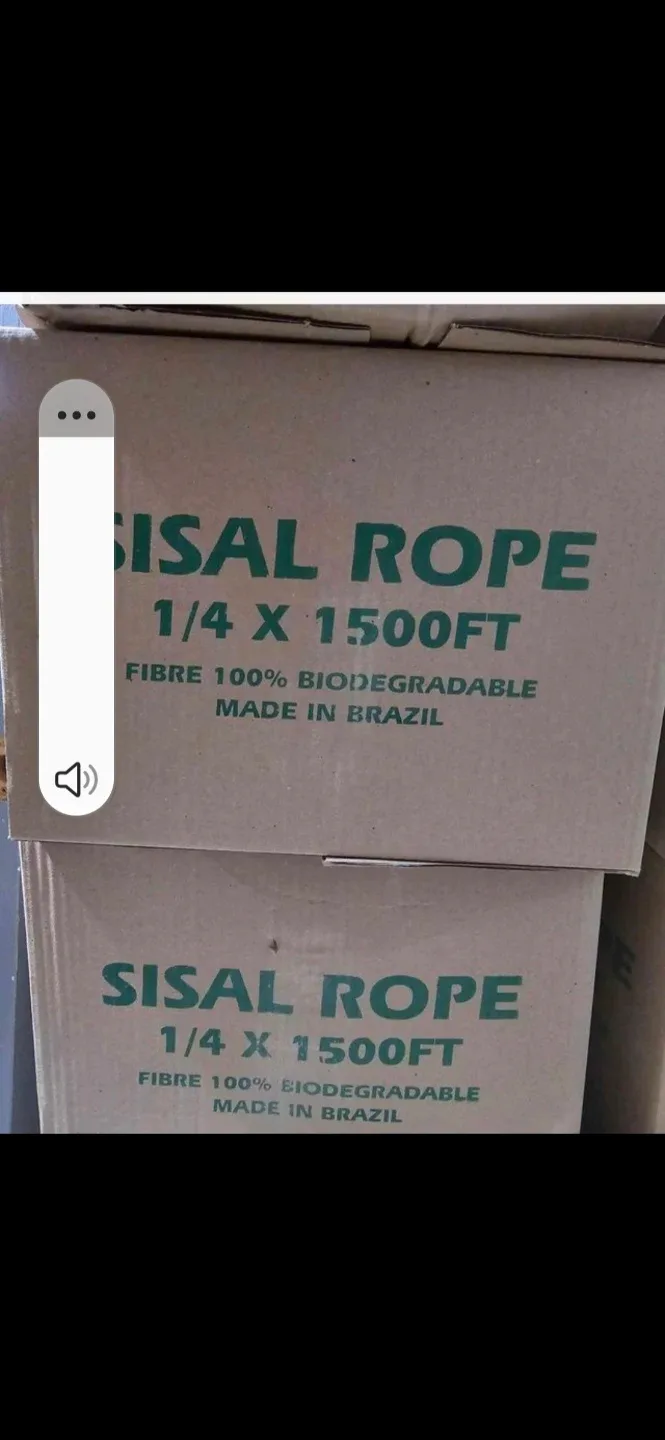 SISAL ROPE
1/4 X 1500FT
FIBRE 100% BIODEGRADABLE
MADE IN BRAZIL
SISAL ROPE
1/4 X 1500FT
FIBRE 100% BIODEGRADABLE
MADE IN BRAZIL